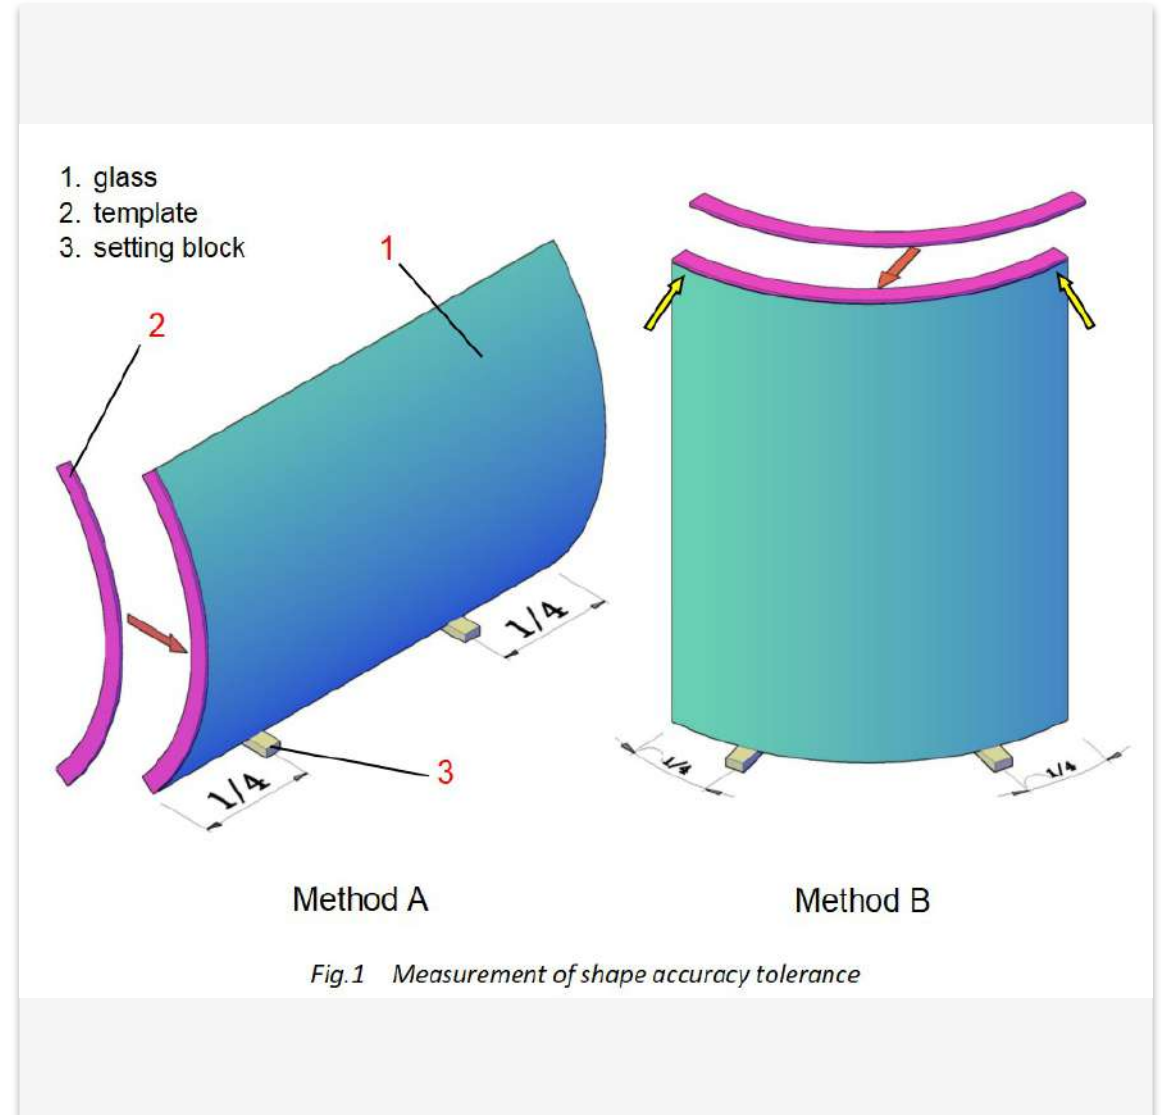 1. glass
2. template
3. setting block
1
2
3
1/4
1/4
1/4
1/4
Method A
Method B
Fig.1 Measurement of shape accuracy tolerance